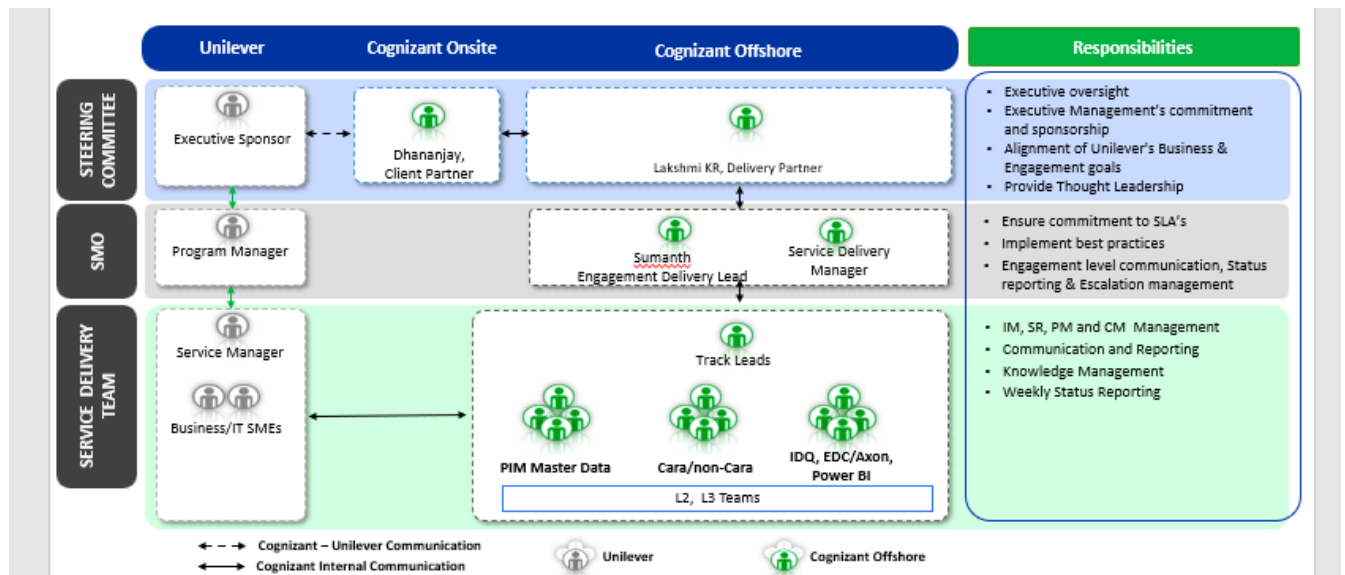 Unilever
Cognizant Onsite
Cognizant Offshore
Responsibilities
STEERING
COMMITTEE
Executive Sponsor
Dhananjay,
Client Partner
Lakshmi KR, Delivery Partner
• Executive oversight
• Executive Management's commitment
and sponsorship
• Alignment of Unilever's Business &
Engagement goals
• Provide Thought Leadership
SMO
Program Manager
Sumanth
Engagement Delivery Lead
Service Delivery
Manager
• Ensure commitment to SLA's
• Implement best practices
• Engagement level communication, Status
reporting & Escalation management
SERVICE DELIVERY
TEAM
Service Manager
Business/IT SMEs
Track Leads
PIM Master Data
Cara/non-Cara
IDQ, EDC/Axon,
Power BI
L2, L3 Teams
• IM, SR, PM and CM Management
• Communication and Reporting
• Knowledge Management
• Weekly Status Reporting
Cognizant – Unilever Communication
Cognizant Internal Communication
Unilever
Cognizant Offshore